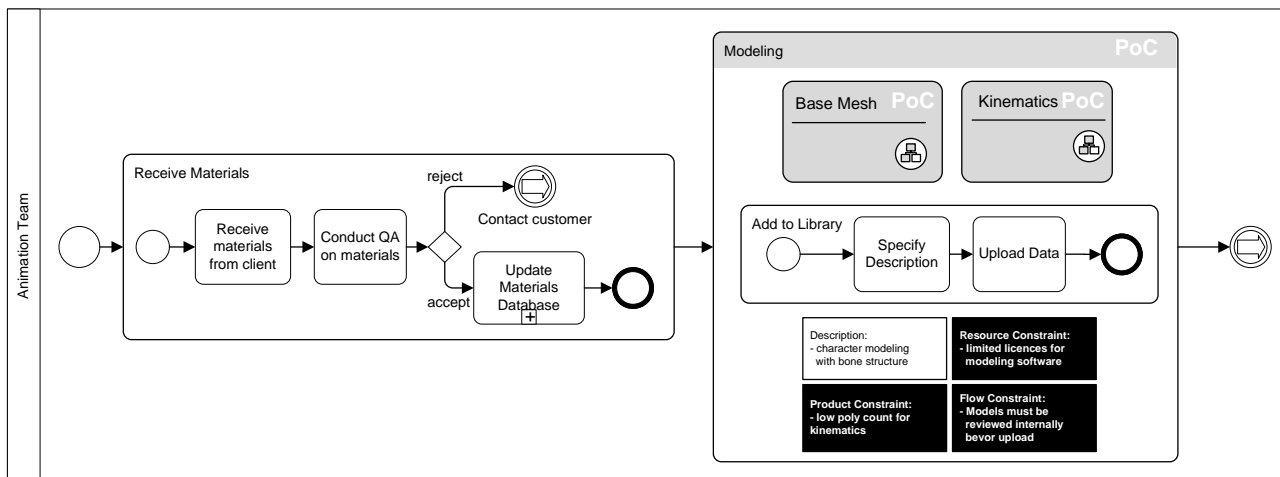 Animation Team
Receive Materials
Receive
materials
from client
Conduct QA
on materials
reject
Contact customer
accept
Update
Materials
Database
Modeling
PoC
Base Mesh
PoC
Kinematics
PoC
Add to Library
Specify
Description
Upload Data
Description:
- character modeling
with bone structure
Resource Constraint:
- limited licences for
modeling software
Product Constraint:
- low poly count for
kinematics
Flow Constraint:
- Models must be
reviewed internally
bevor upload